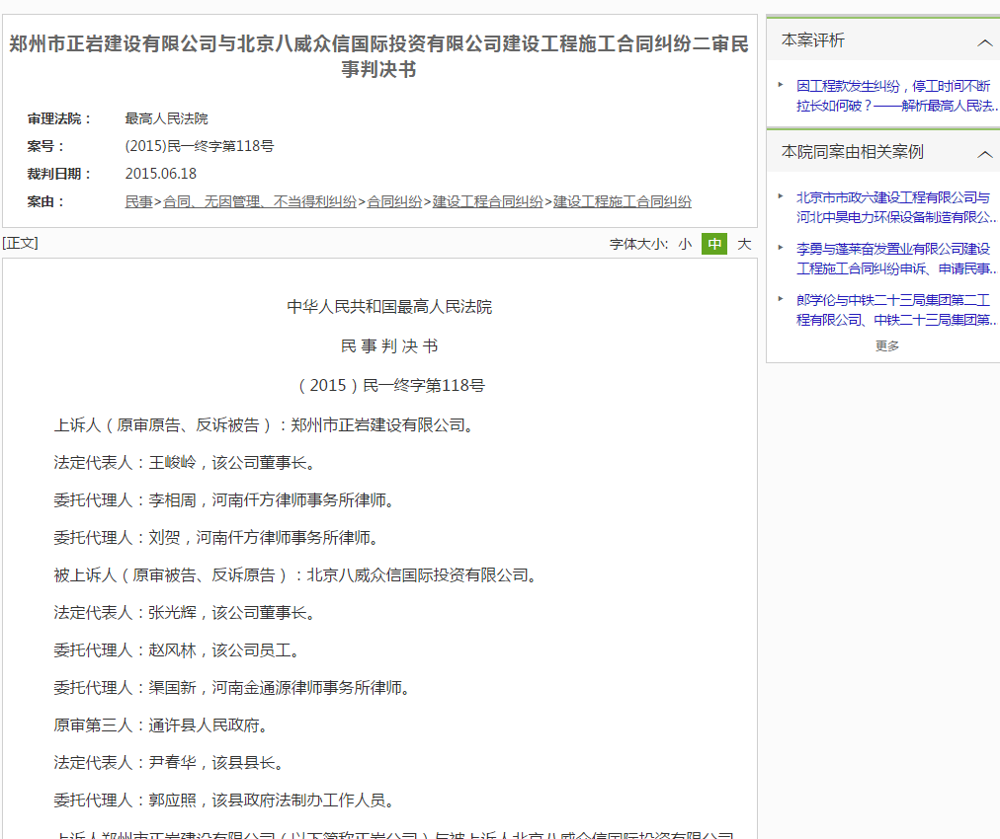 郑州市正岩建设有限公司与北京八威众信国际投资有限公司建设工程施工合同纠纷二审民
事判决书
审理法院： 最高人民法院
案号： (2015)民一终字第118号
裁判日期： 2015.06.18
案由： 民事>合同、无因管理、不当得利纠纷>合同纠纷>建设工程合同纠纷>建设工程施工合同纠纷
[正文] 字体大小: 小 中 大
中华人民共和国最高人民法院
民 事 判 决 书
（2015）民一终字第118号
上诉人（原审原告、反诉被告）：郑州市正岩建设有限公司。
法定代表人：王峻岭，该公司董事长。
委托代理人：李相周，河南仟方律师事务所律师。
委托代理人：刘贺，河南仟方律师事务所律师。
被上诉人（原审被告、反诉原告）：北京八威众信国际投资有限公司。
法定代表人：张光辉，该公司董事长。
委托代理人：赵风林，该公司员工。
委托代理人：渠国新，河南金通源律师事务所律师。
原审第三人：通许县人民政府。
法定代表人：尹春华，该县县长。
委托代理人：郭应照，该县政府法制办工作人员。
上诉人郑州市正岩建设有限公司（以下简称正岩公司）与被上诉人北京八威众信国际投资有限公司
本案评析
因工程款发生纠纷，停工时间不断
拉长如何破？——解析最高人民法...
本院同案由相关案例
北京市市政六建设工程有限公司与
河北中昊电力环保设备制造有限公...
李勇与蓬莱奋发置业有限公司建设
工程施工合同纠纷申诉、申请民事...
郎学伦与中铁二十三局集团第二工
程有限公司、中铁二十三局集团第...
更多